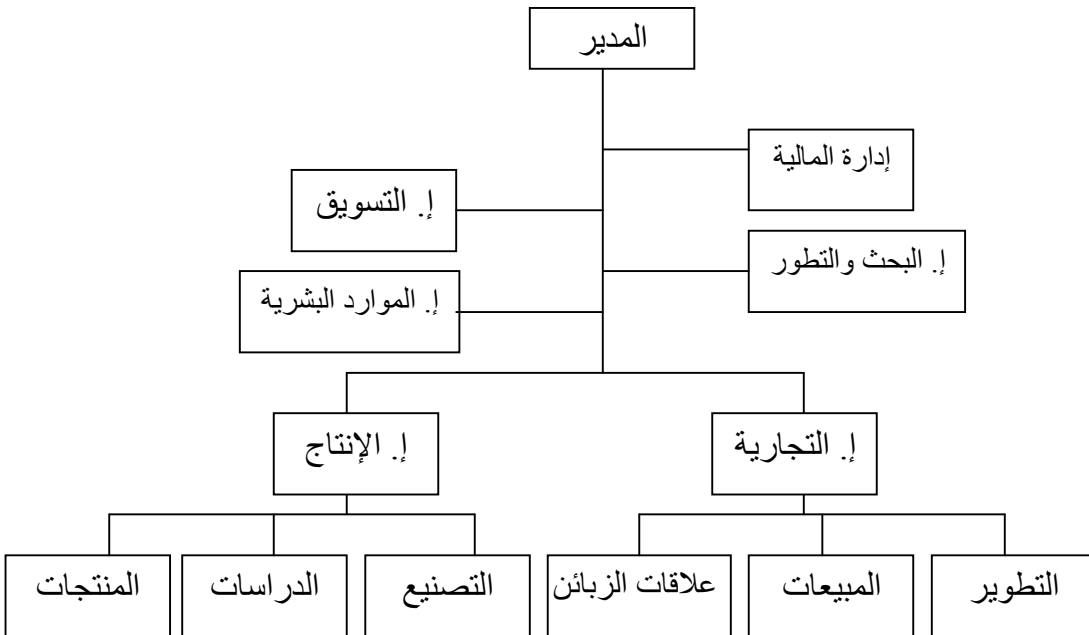 المدير
إدارة المالية
إ. التسويق
إ. البحث والتطور
إ. الموارد البشرية
إ. التجارية
إ. الإنتاج
التطوير
المبيعات
علاقات الزبائن
التصنيع
الدراسات
المنتجات